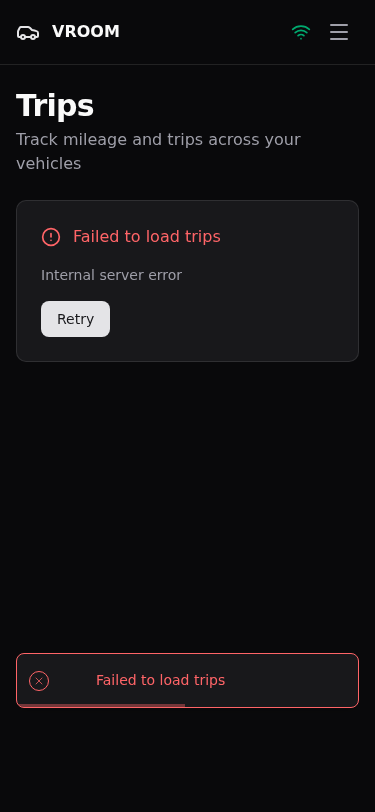 VROOM
Trips
Track mileage and trips across your
vehicles
Failed to load trips
Internal server error
Retry
Failed to load trips